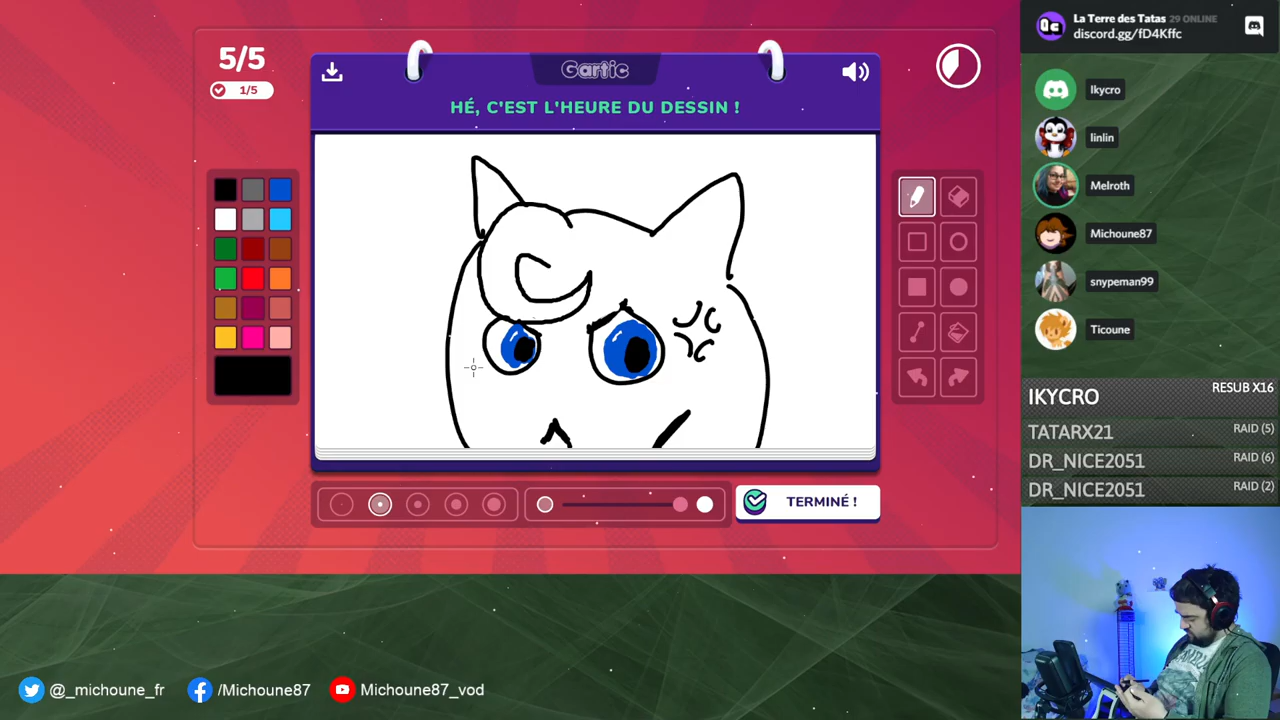 5/5
1/5
Gartic
HÉ, C'EST L'HEURE DU DESSIN !
TERMINÉ !
La Terre des Tatas 29 ONLINE
discord.gg/fD4Kffc
Ikycro
linlin
Melroth
Michoune87
snypeman99
Ticoune
IKYCRO RESUB X16
TATARX21 RAID (5)
DR_NICE2051 RAID (6)
DR_NICE2051 RAID (2)
@_michoune_fr
/Michoune87
Michoune87_vod